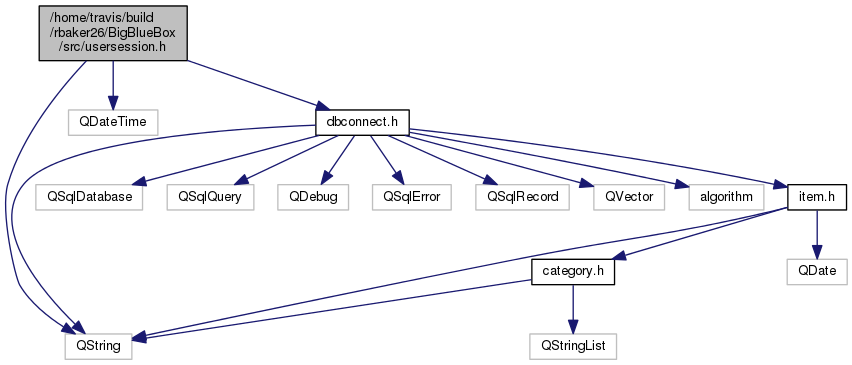 /home/travis/build
/rbaker26/BigBlueBox
/src/usersession.h
QDateTime
dbconnect.h
QSqlDatabase
QSqlQuery
QDebug
QSqlError
QSqlRecord
QVector
algorithm
item.h
category.h
QDate
QString
QStringList